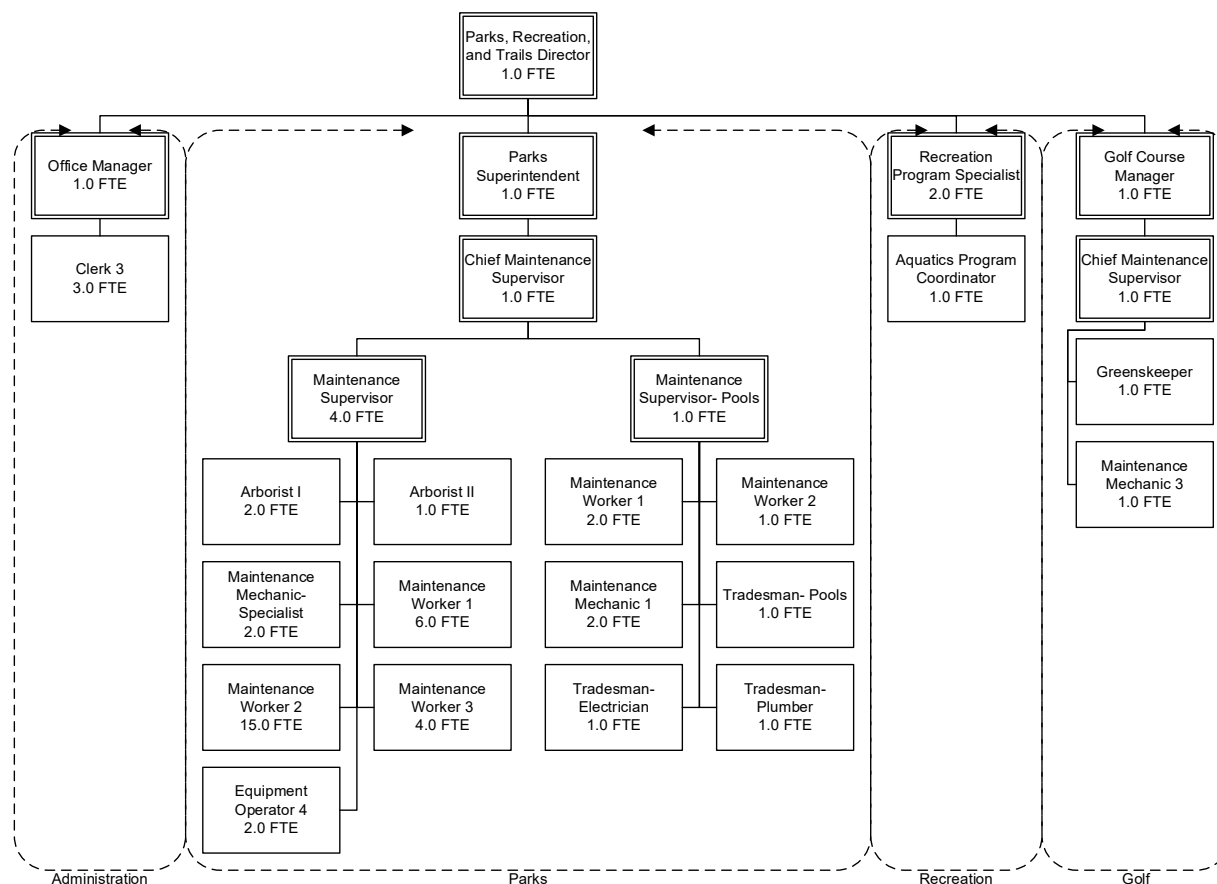 Parks, Recreation,
and Trails Director
1.0 FTE
Office Manager
1.0 FTE
Parks
Superintendent
1.0 FTE
Recreation
Program Specialist
2.0 FTE
Golf Course
Manager
1.0 FTE
Clerk 3
3.0 FTE
Chief Maintenance
Supervisor
1.0 FTE
Aquatics Program
Coordinator
1.0 FTE
Chief Maintenance
Supervisor
1.0 FTE
Maintenance
Supervisor
4.0 FTE
Maintenance
Supervisor- Pools
1.0 FTE
Greenskeeper
1.0 FTE
Arborist I
2.0 FTE
Arborist II
1.0 FTE
Maintenance
Worker 1
2.0 FTE
Maintenance
Worker 2
1.0 FTE
Maintenance
Mechanic 3
1.0 FTE
Maintenance
Mechanic-
Specialist
2.0 FTE
Maintenance
Worker 1
6.0 FTE
Maintenance
Mechanic 1
2.0 FTE
Tradesman- Pools
1.0 FTE
Maintenance
Worker 2
15.0 FTE
Maintenance
Worker 3
4.0 FTE
Tradesman-
Electrician
1.0 FTE
Tradesman-
Plumber
1.0 FTE
Equipment
Operator 4
2.0 FTE
Administration
Parks
Recreation
Golf